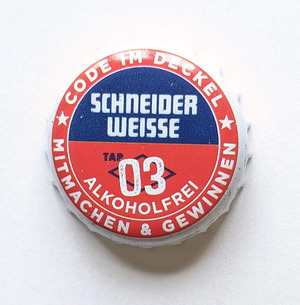 CODE IM DECKEL
SCHNEIDER
WEISSE
TAP
03
ALKOHOLFREI
MITMACHEN & GEWINNEN